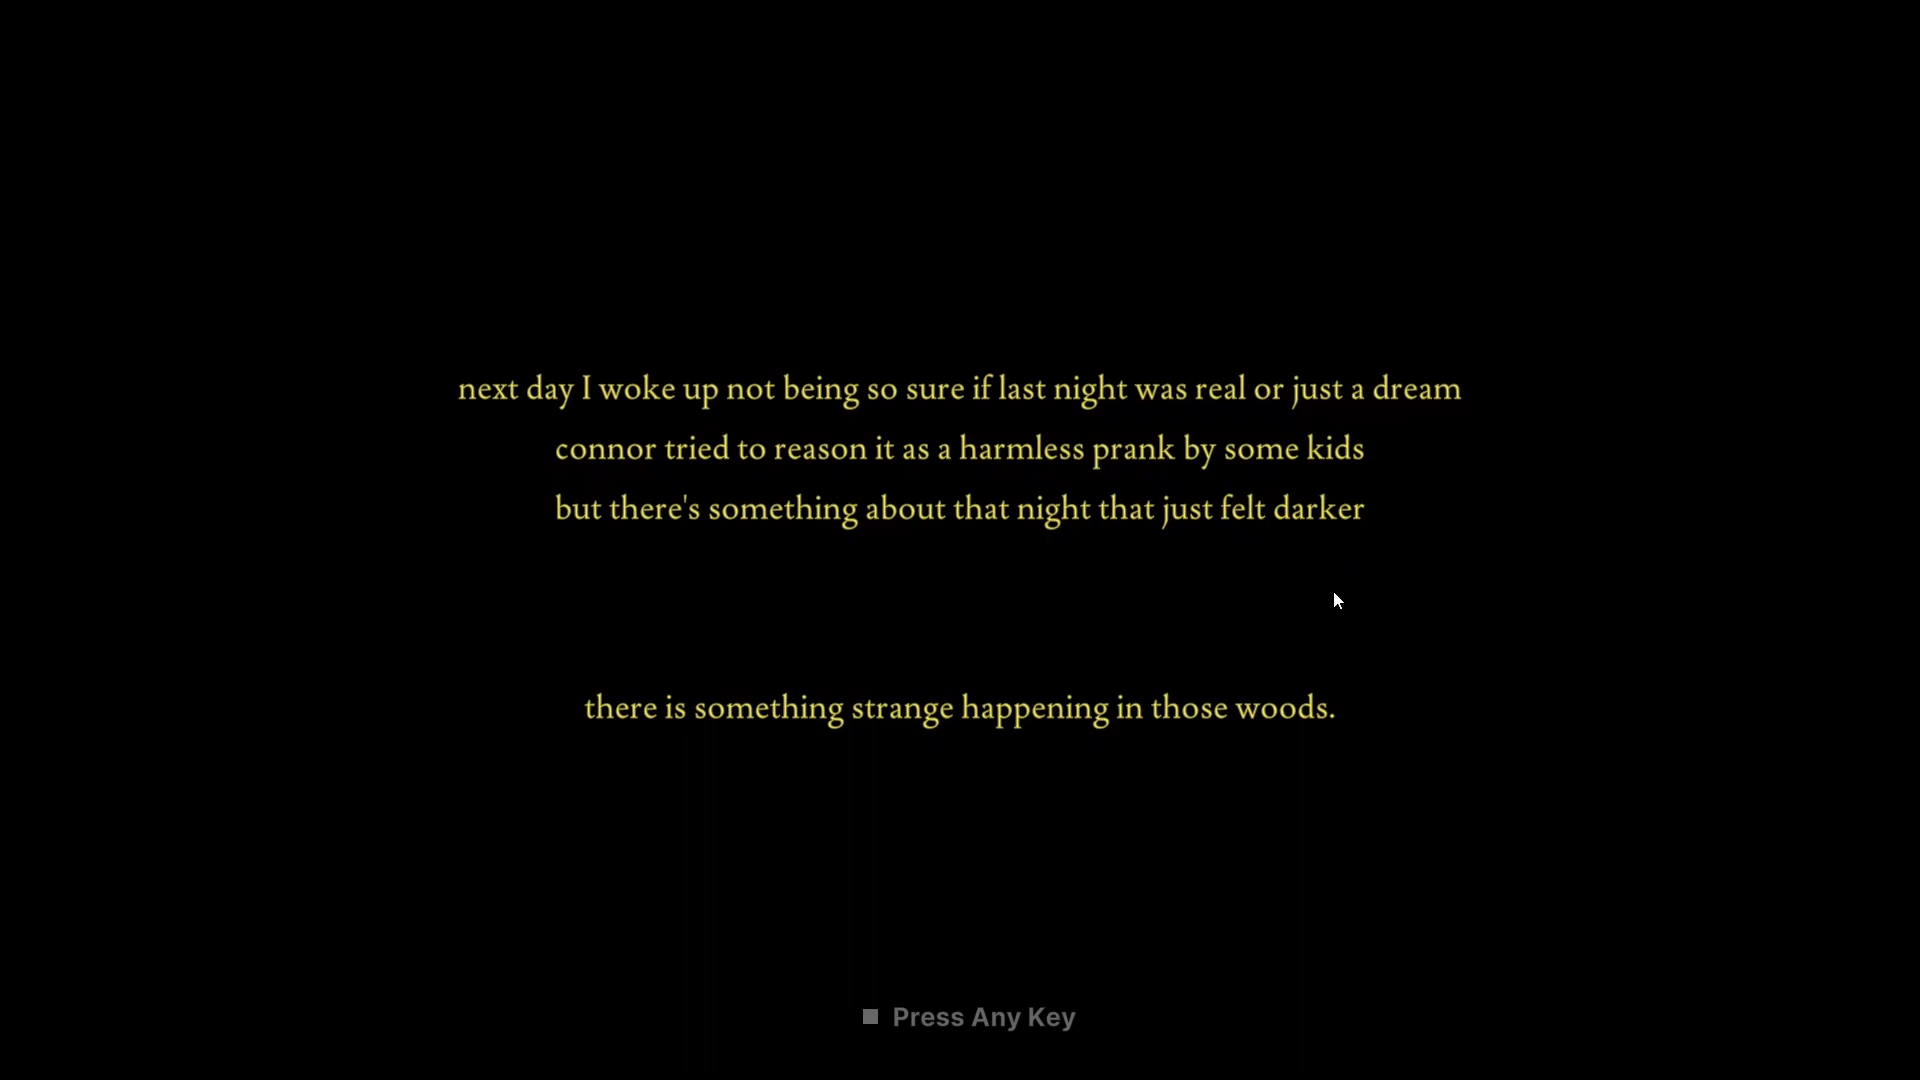 next day I woke up not being so sure if last night was real or just a dream
connor tried to reason it as a harmless prank by some kids
but there's something about that night that just felt darker
there is something strange happening in those woods.
Press Any Key